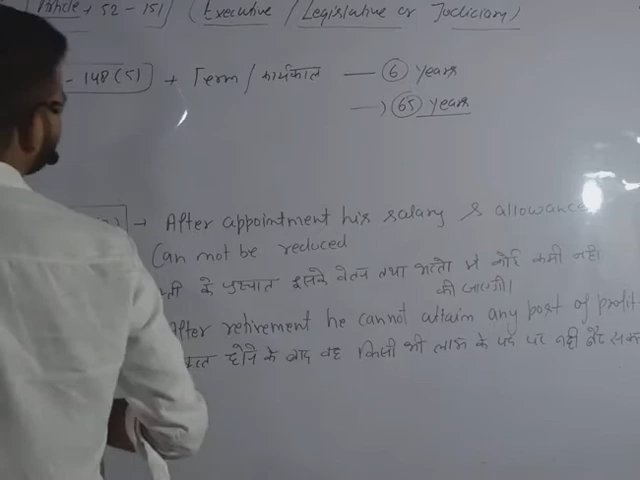 Article + 52 - 151 (Executive / Legislative or Judiciary)
- 148 (5) → Term / कार्यकाल — 6 years
→ 65 years
→ After appointment his salary & allowance
Can not be reduced
के पश्चात इसके वेतन तथा भत्तो में कोई कमी नही
की जाएगी।
After retirement he cannot attain any post of profit
होने के बाद वह किसी भी लाभ के पद पर नही बैठ सक